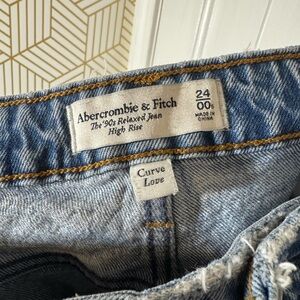 Abercrombie & Fitch
The '90s Relaxed Jean
High Rise
24
00s
MADE IN
CHINA
Curve
Love